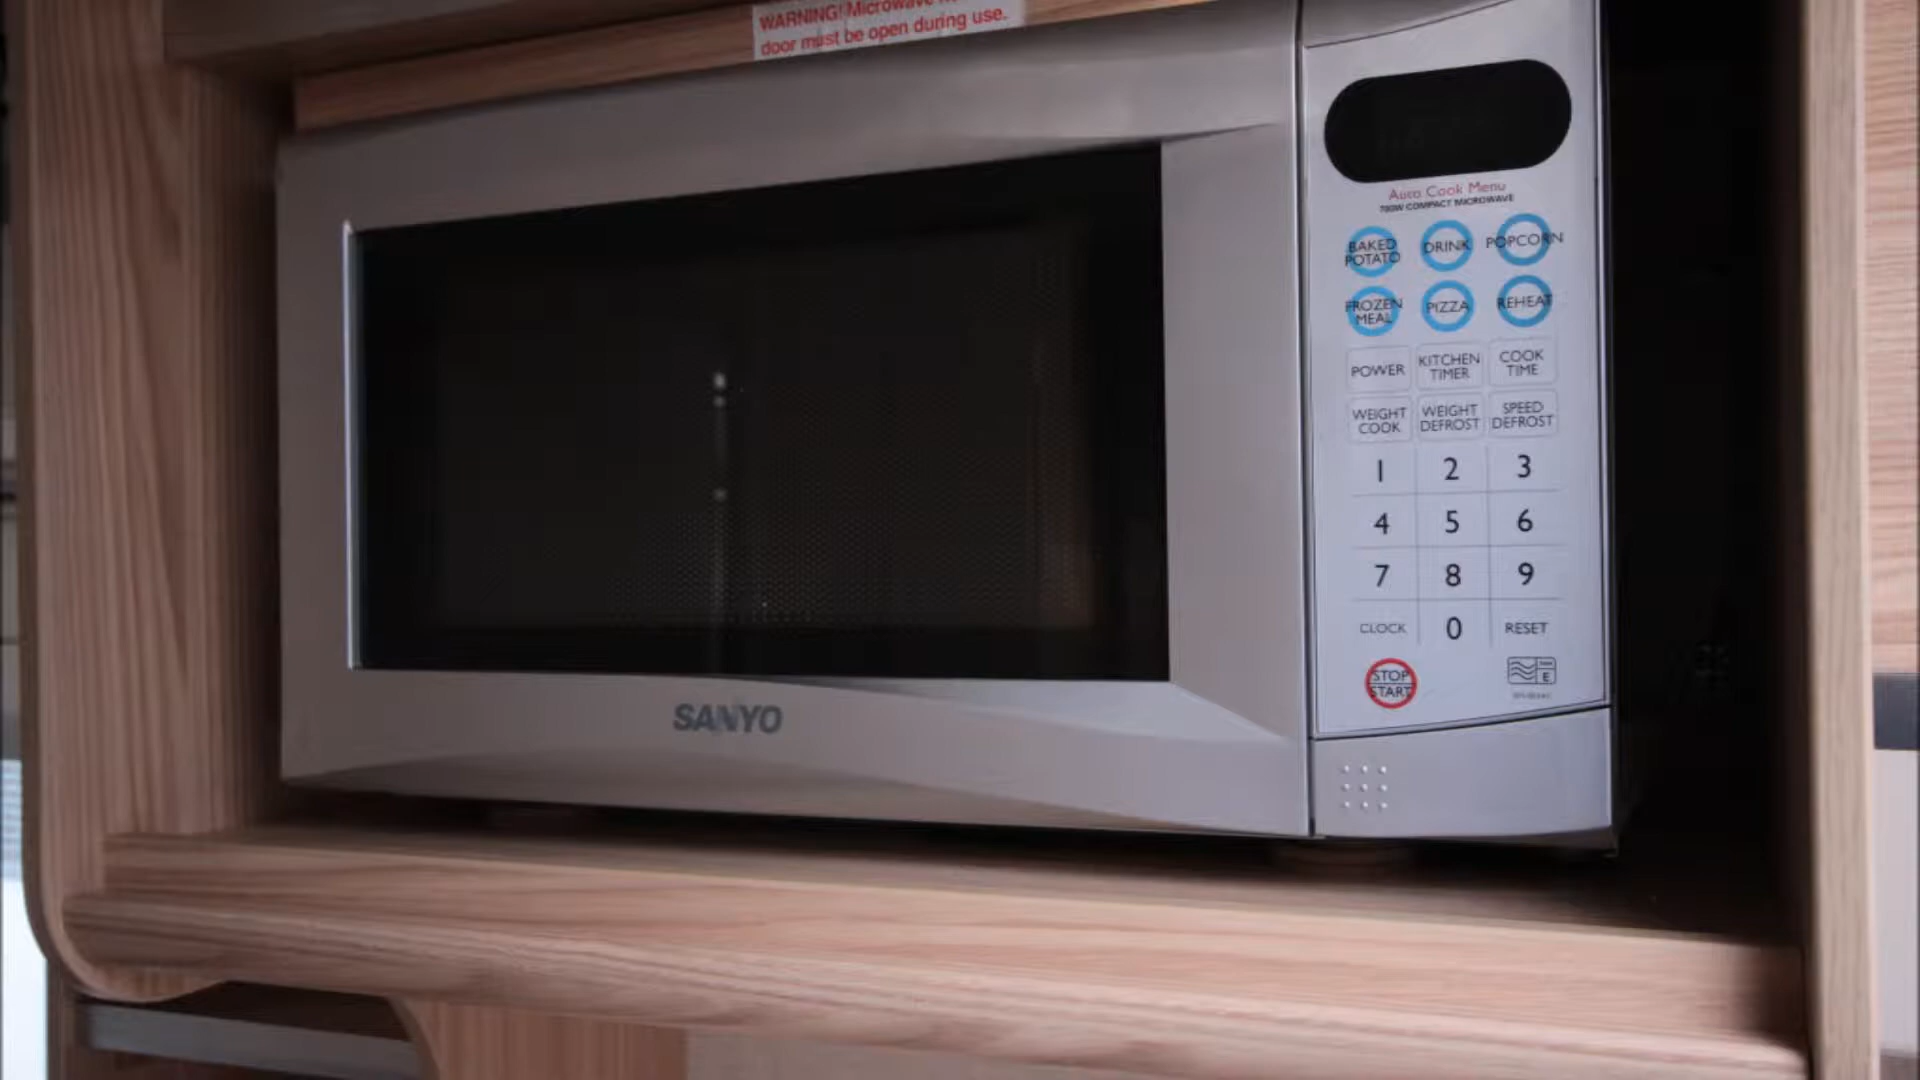 WARNING! Microwave
door must be open during use.
Auto Cook Menu
700W COMPACT MICROWAVE
BAKED POTATO
DRINK
POPCORN
FROZEN MEAL
PIZZA
REHEAT
POWER
KITCHEN TIMER
COOK TIME
WEIGHT COOK
WEIGHT DEFROST
SPEED DEFROST
1 2 3
4 5 6
7 8 9
CLOCK 0 RESET
STOP
START
E
SANYO